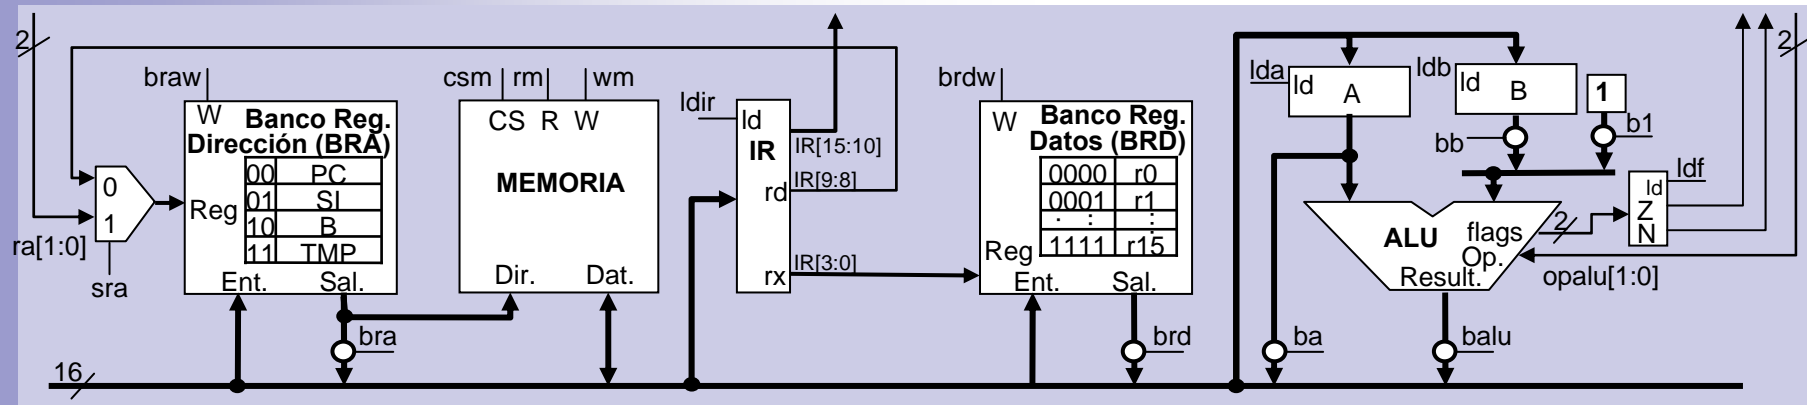 2
braw
W
Banco Reg.
Dirección (BRA)
00 PC
01 SI
10 B
11 TMP
Reg
Ent. Sal.
0
1
ra[1:0]
sra
bra
16
csm rm wm
CS R W
MEMORIA
Dir. Dat.
ldir
ld
IR
IR[15:10]
rd
IR[9:8]
rx
IR[3:0]
brdw
W
Banco Reg.
Datos (BRD)
0000 r0
0001 r1
: : :
1111 r15
Reg
Ent. Sal.
brd
lda
ld
A
ldb
ld
B
1
bb
b1
ALU
flags
Op.
Result.
2
ld
Z
N
ldf
opalu[1:0]
2
ba
balu